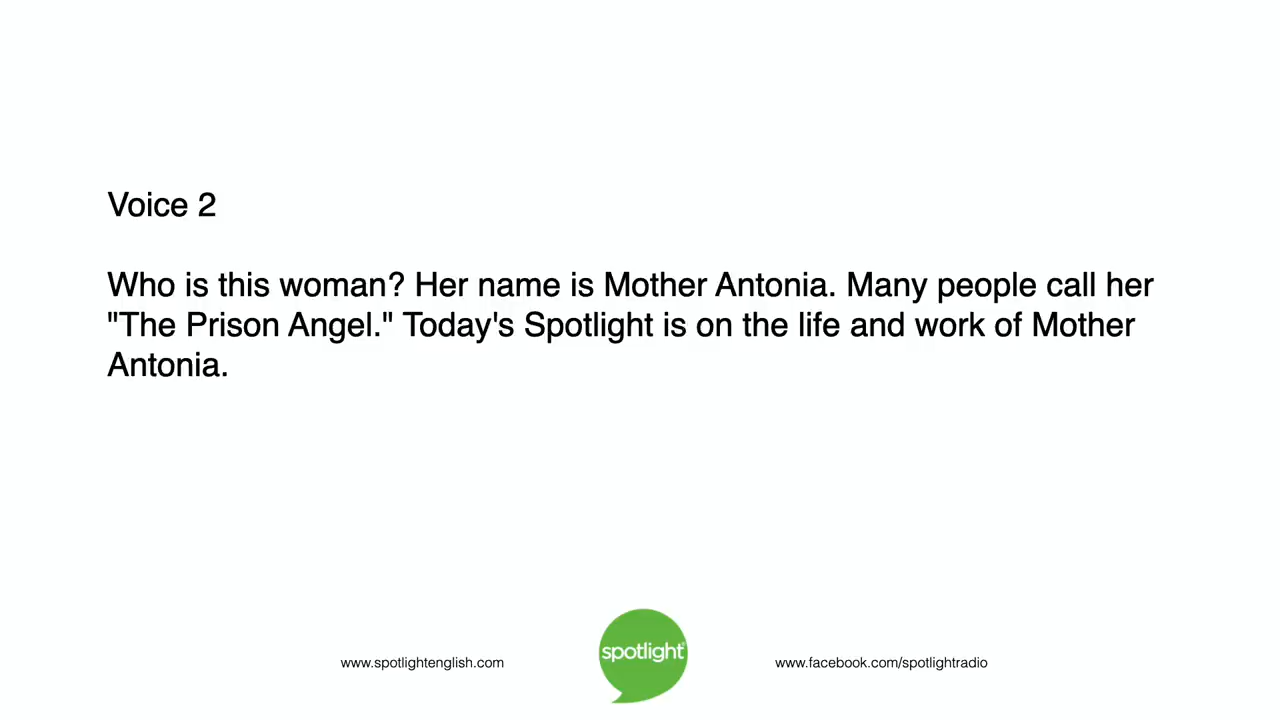 Voice 2
Who is this woman? Her name is Mother Antonia. Many people call her
"The Prison Angel." Today's Spotlight is on the life and work of Mother
Antonia.
www.spotlightenglish.com
spotlight®
www.facebook.com/spotlightradio